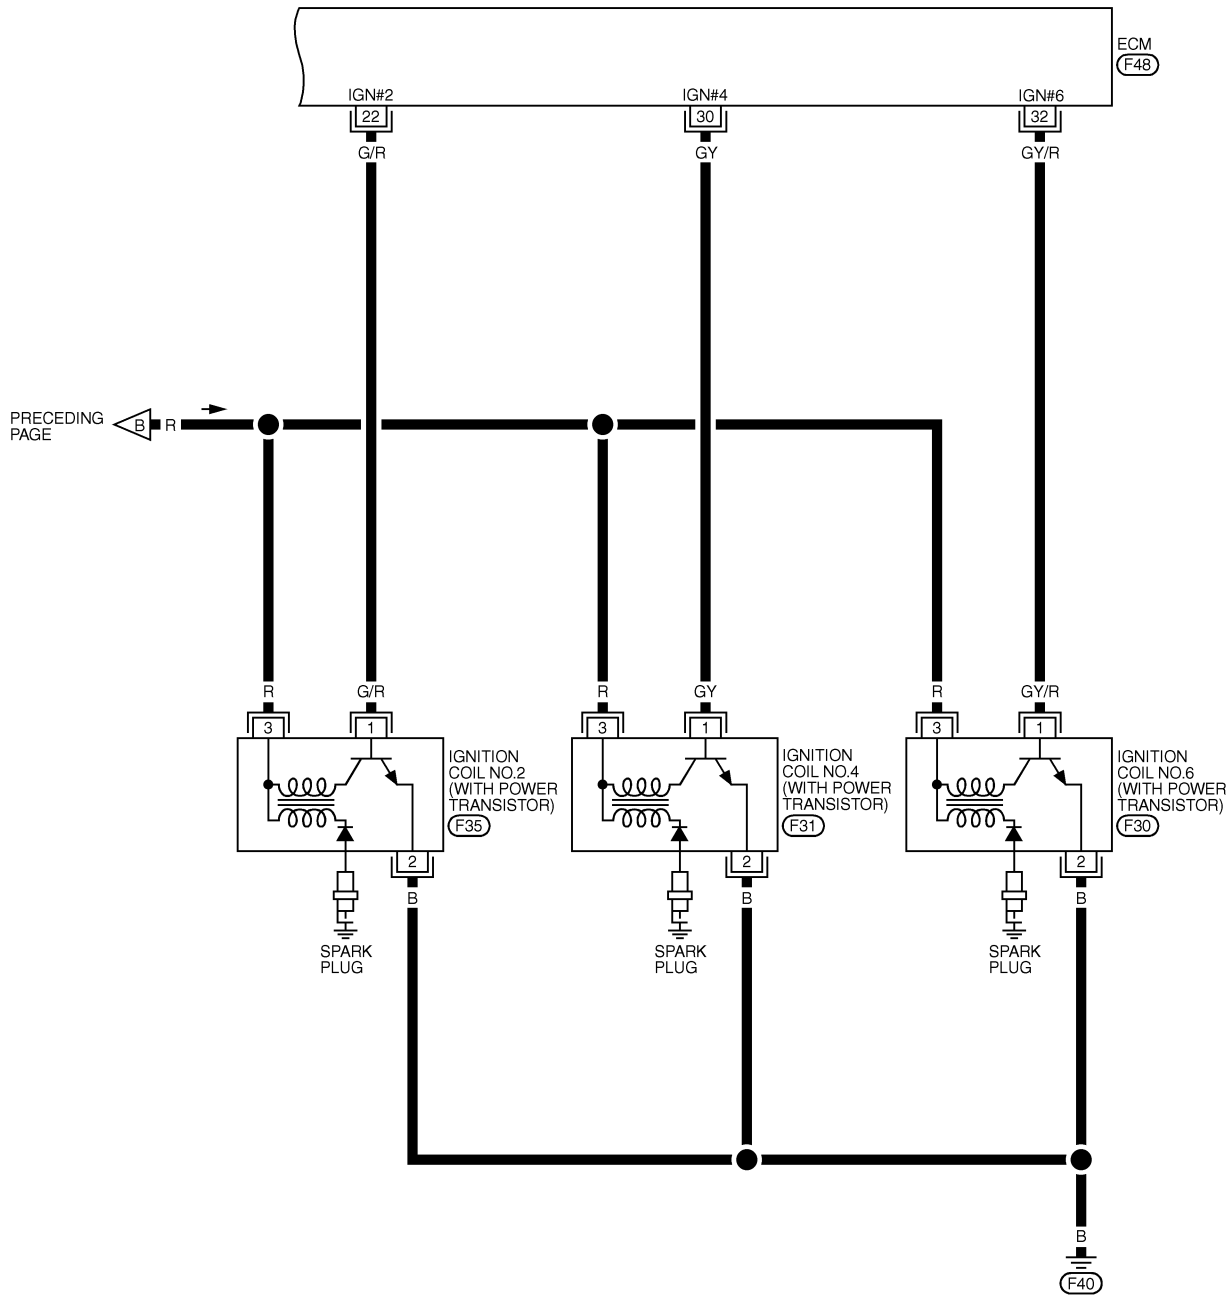 ECM
F48
IGN#2
IGN#4
IGN#6
22
30
32
G/R
GY
GY/R
PRECEDING
PAGE
B
R
R
G/R
R
GY
R
GY/R
3
1
3
1
3
1
IGNITION
COIL NO.2
(WITH POWER
TRANSISTOR)
F35
IGNITION
COIL NO.4
(WITH POWER
TRANSISTOR)
F31
IGNITION
COIL NO.6
(WITH POWER
TRANSISTOR)
F30
2
2
2
B
B
B
SPARK
PLUG
SPARK
PLUG
SPARK
PLUG
B
F40